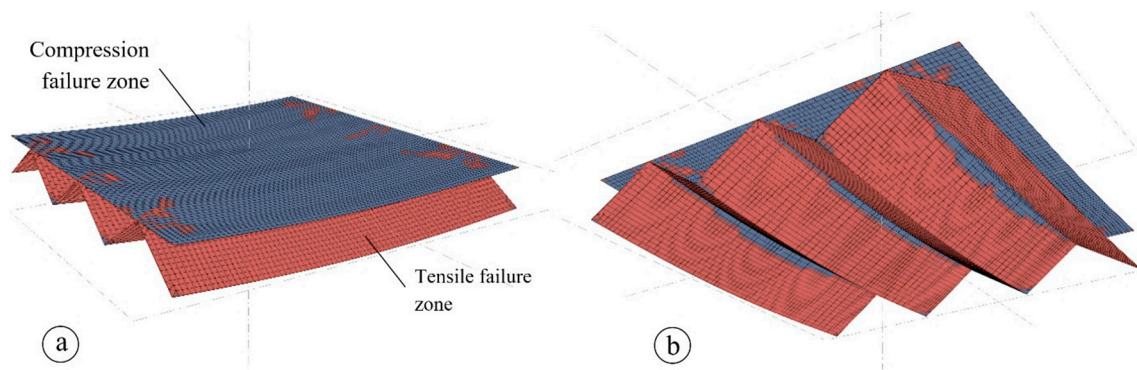 Compression
failure zone
Tensile failure
zone
a
b